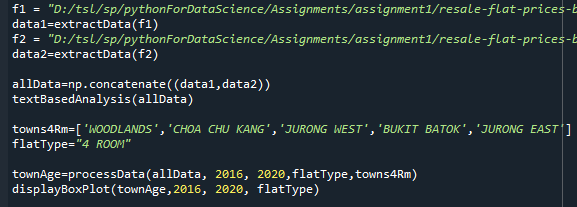 f1 = "D:/tsl/sp/pythonForDataScience/Assignments/assignment1/resale-flat-prices-b
data1=extractData(f1)
f2 = "D:/tsl/sp/pythonForDataScience/Assignments/assignment1/resale-flat-prices-b
data2=extractData(f2)
allData=np.concatenate((data1,data2))
textBasedAnalysis(allData)
towns4Rm=['WOODLANDS','CHOA CHU KANG','JURONG WEST','BUKIT BATOK','JURONG EAST']
flatType="4 ROOM"
townAge=processData(allData, 2016, 2020,flatType,towns4Rm)
displayBoxPlot(townAge,2016, 2020, flatType)